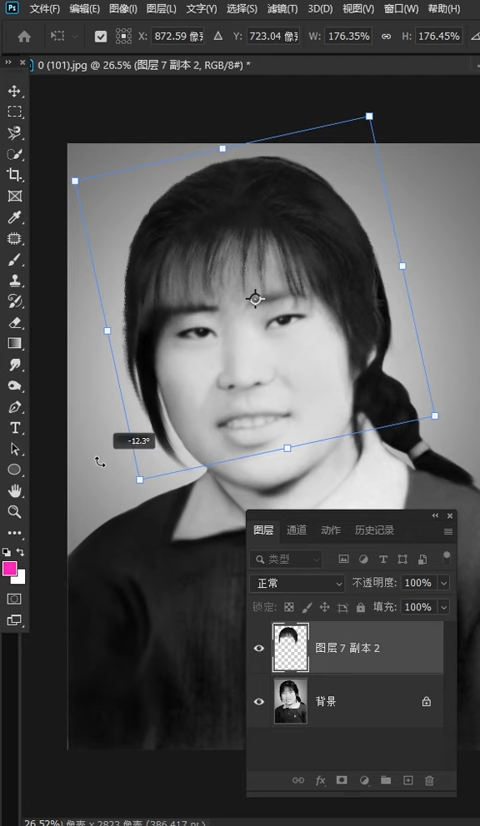 Ps 文件(F) 编辑(E) 图像(I) 图层(L) 文字(Y) 选择(S) 滤镜(T) 3D(D) 视图(V) 窗口(W) 帮助(H)
X: 872.59 像素 Δ Y: 723.04 像素 W: 176.35% H: 176.45%
0 (101).jpg @ 26.5% (图层 7 副本 2, RGB/8#) *
-12.3°
图层 通道 动作 历史记录
类型
正常 不透明度: 100%
锁定: 填充: 100%
图层 7 副本 2
背景
fx
26.52%